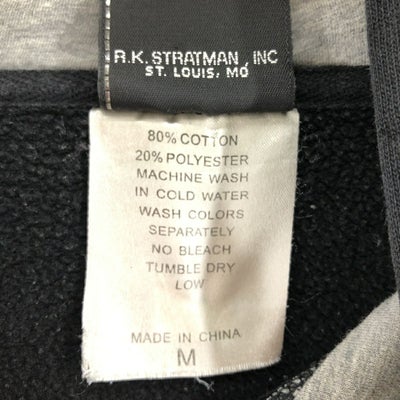 R.K. STRATMAN, INC
ST. LOUIS, MO
80% COTTON
20% POLYESTER
MACHINE WASH
IN COLD WATER
WASH COLORS
SEPARATELY
NO BLEACH
TUMBLE DRY
LOW
MADE IN CHINA
M